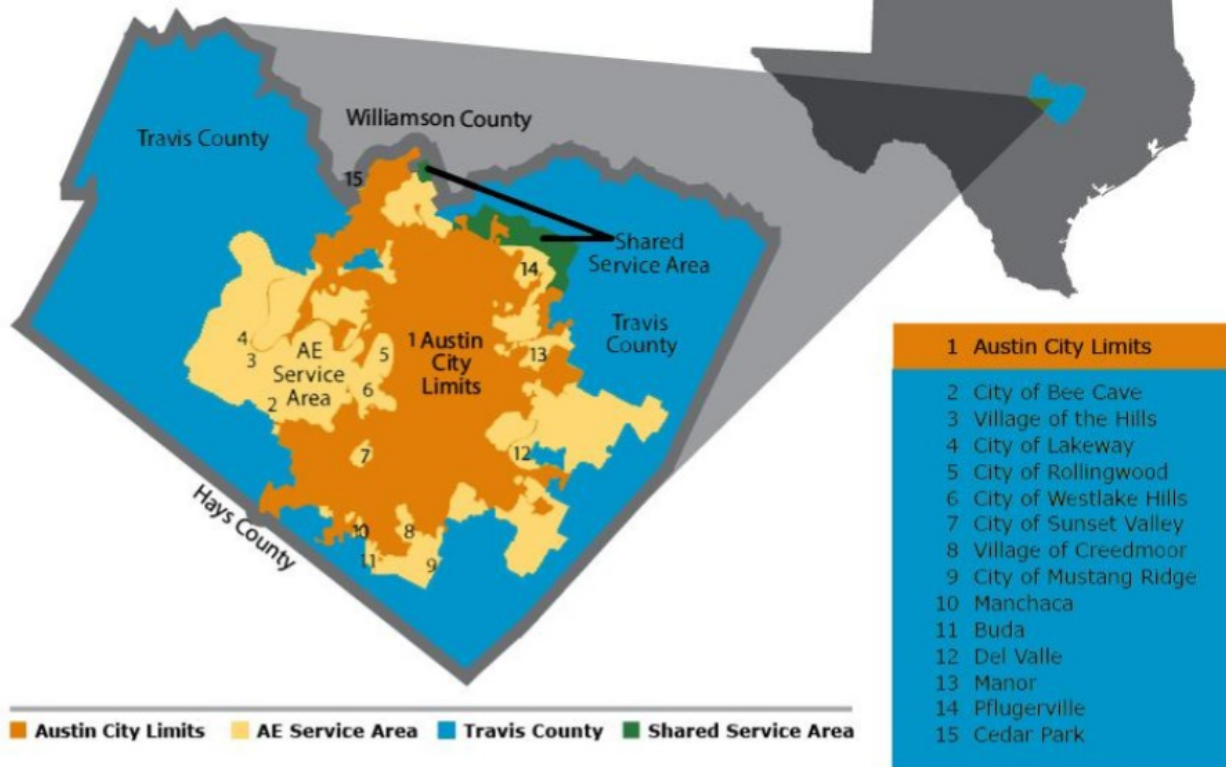 Williamson County
Travis County
15
Shared
Service Area
14
Travis
County
4
3
AE
Service
Area
5
6
2
1 Austin
City
Limits
13
12
7
Hays County
10
8
11
9
1 Austin City Limits
2 City of Bee Cave
3 Village of the Hills
4 City of Lakeway
5 City of Rollingwood
6 City of Westlake Hills
7 City of Sunset Valley
8 Village of Creedmoor
9 City of Mustang Ridge
10 Manchaca
11 Buda
12 Del Valle
13 Manor
14 Pflugerville
15 Cedar Park
Austin City Limits AE Service Area Travis County Shared Service Area